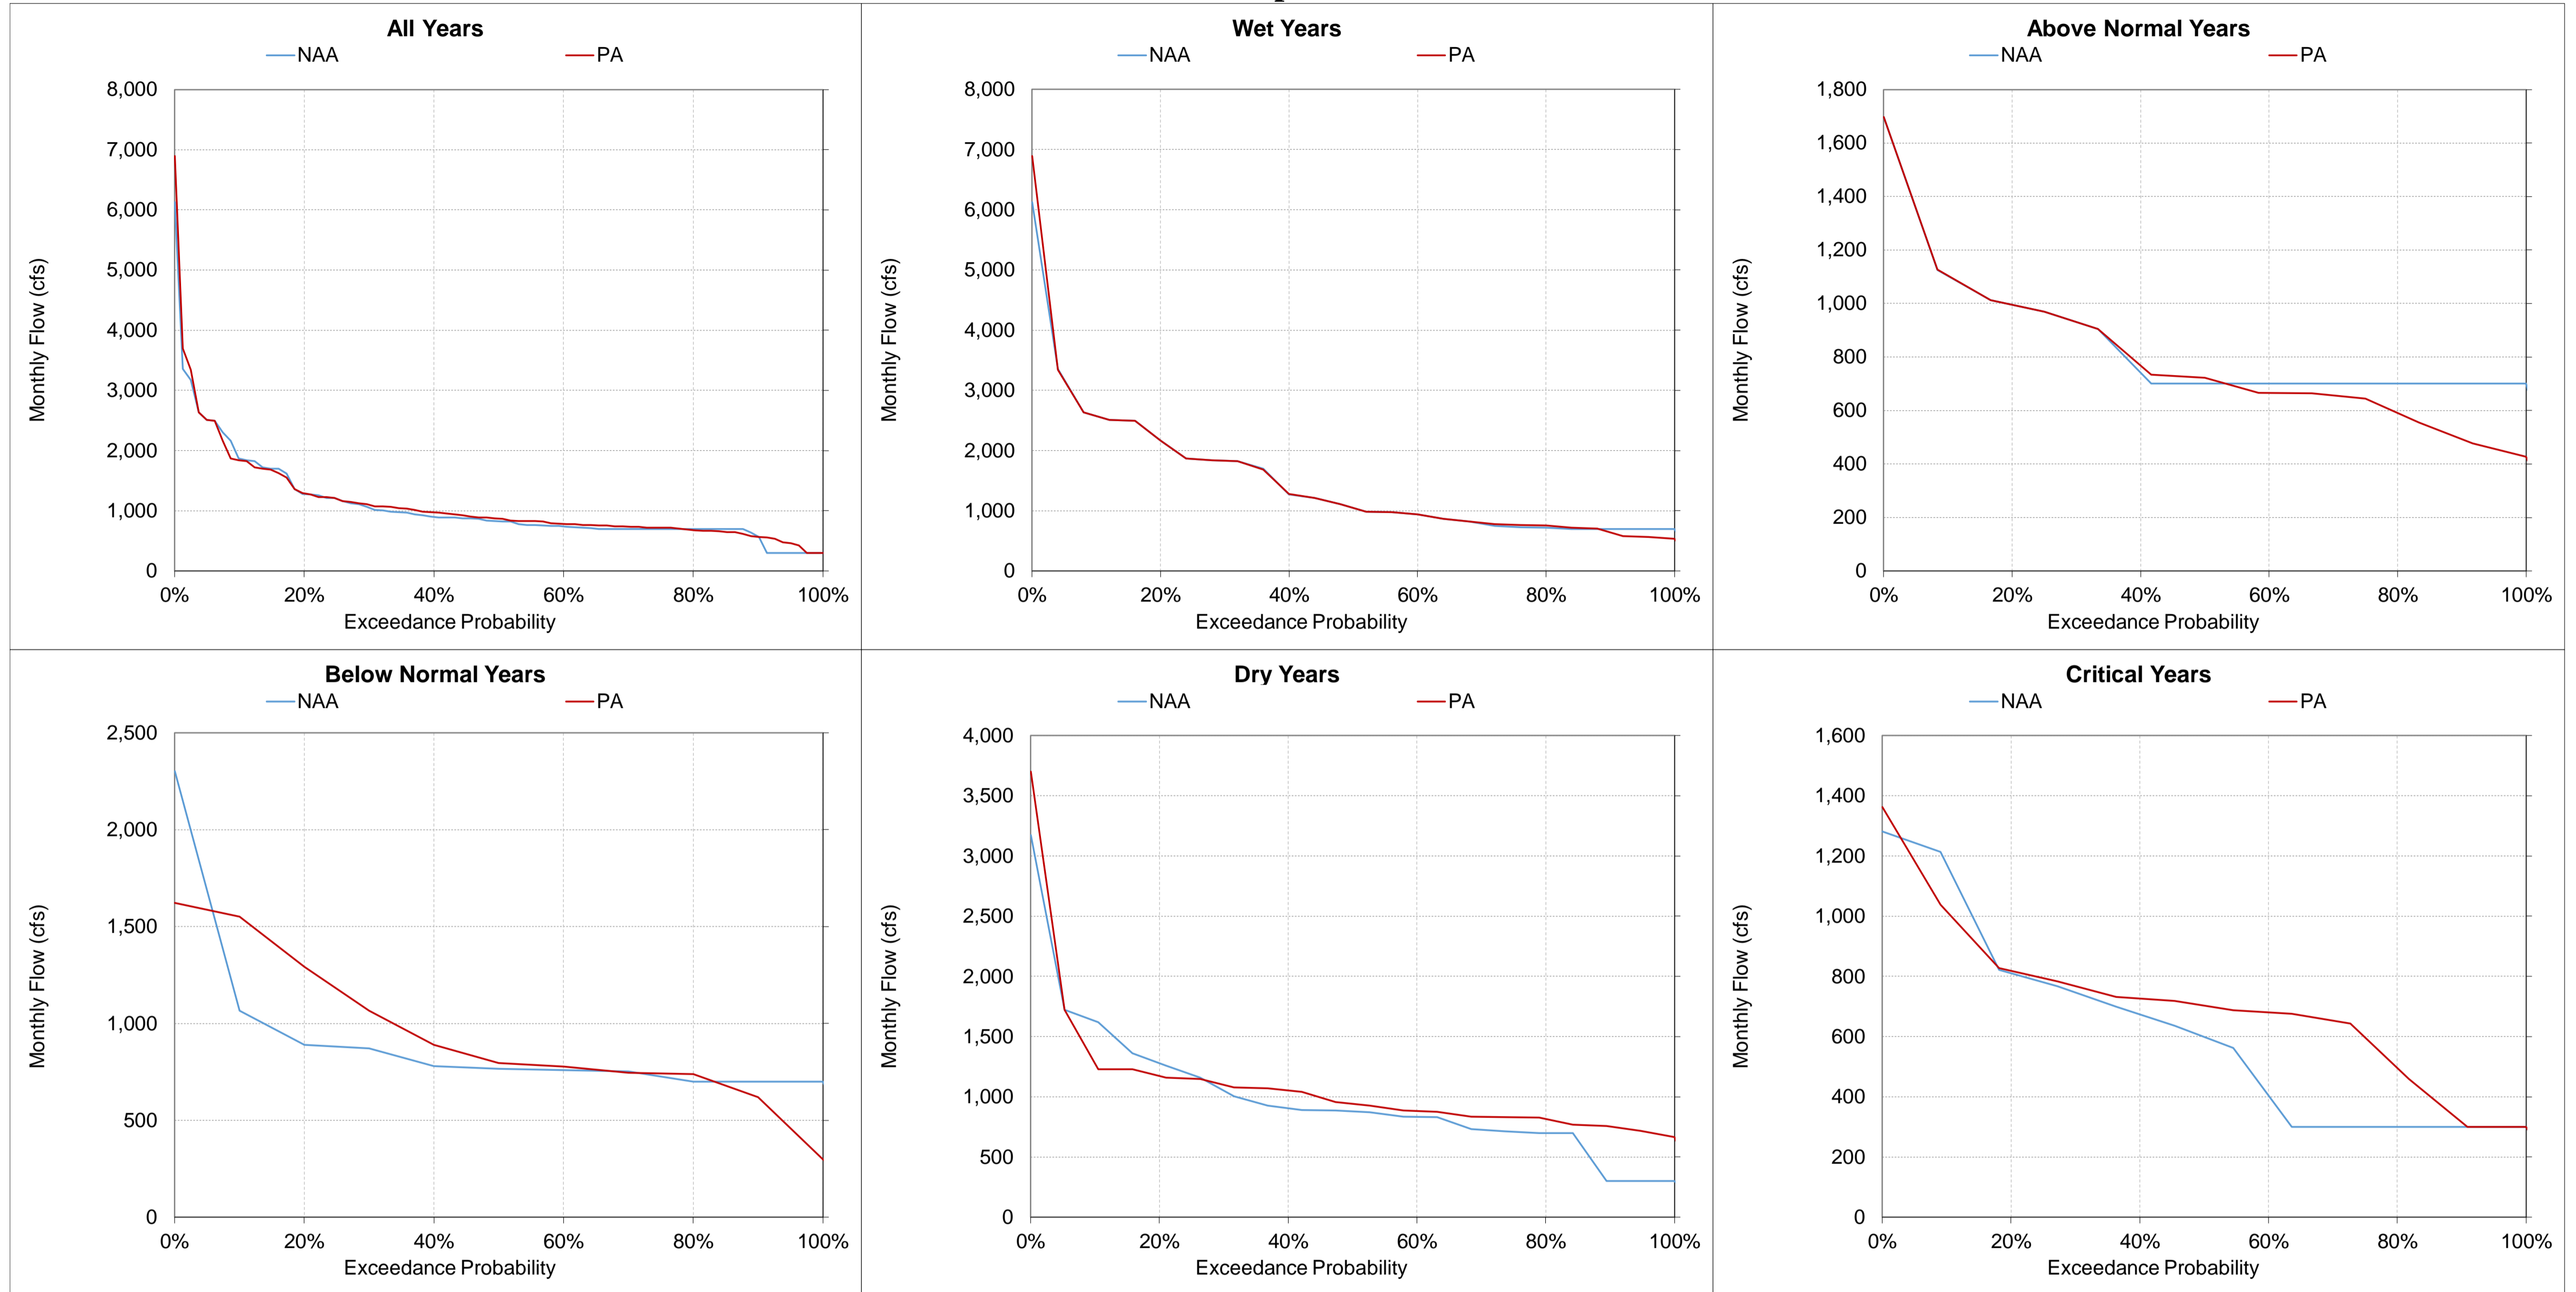 All Years
NAA PA
8,000
7,000
6,000
5,000
4,000
3,000
2,000
1,000
0
Monthly Flow (cfs)
0% 20% 40% 60% 80% 100%
Exceedance Probability
Wet Years
NAA PA
8,000
7,000
6,000
5,000
4,000
3,000
2,000
1,000
0
Monthly Flow (cfs)
0% 20% 40% 60% 80% 100%
Exceedance Probability
Above Normal Years
NAA PA
1,800
1,600
1,400
1,200
1,000
800
600
400
200
0
Monthly Flow (cfs)
0% 20% 40% 60% 80% 100%
Exceedance Probability
Below Normal Years
NAA PA
2,500
2,000
1,500
1,000
500
0
Monthly Flow (cfs)
0% 20% 40% 60% 80% 100%
Exceedance Probability
Dry Years
NAA PA
4,000
3,500
3,000
2,500
2,000
1,500
1,000
500
0
Monthly Flow (cfs)
0% 20% 40% 60% 80% 100%
Exceedance Probability
Critical Years
NAA PA
1,600
1,400
1,200
1,000
800
600
400
200
0
Monthly Flow (cfs)
0% 20% 40% 60% 80% 100%
Exceedance Probability